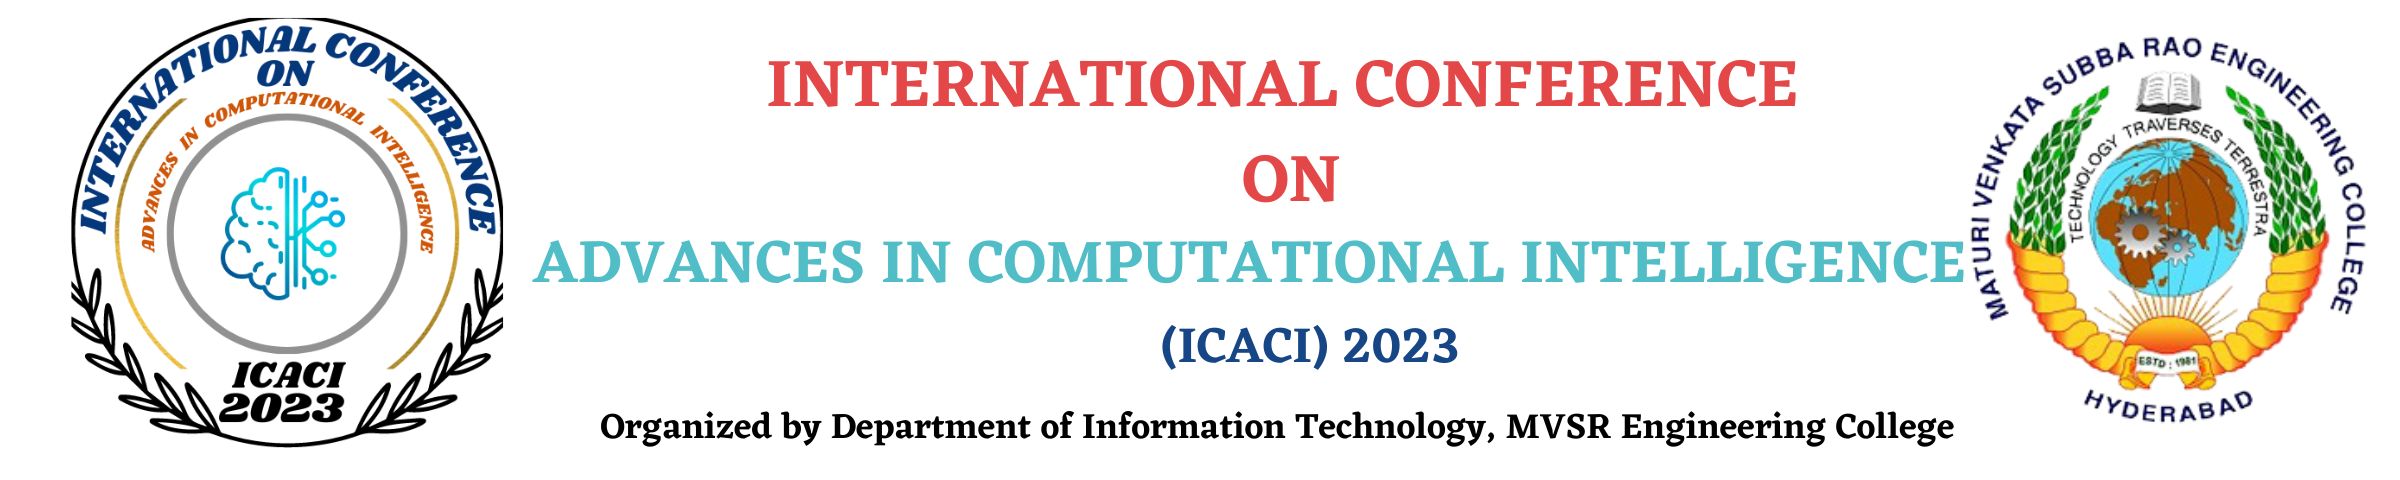 INTERNATIONAL CONFERENCE
ON
ADVANCES IN COMPUTATIONAL INTELLIGENCE
ICACI
2023
INTERNATIONAL CONFERENCE
ON
ADVANCES IN COMPUTATIONAL INTELLIGENCE
(ICACI) 2023
Organized by Department of Information Technology, MVSR Engineering College
MATURI VENKATA SUBBA RAO ENGINEERING COLLEGE
TECHNOLOGY TRAVERSES TERRESTRA
ESTD : 1981
HYDERABAD